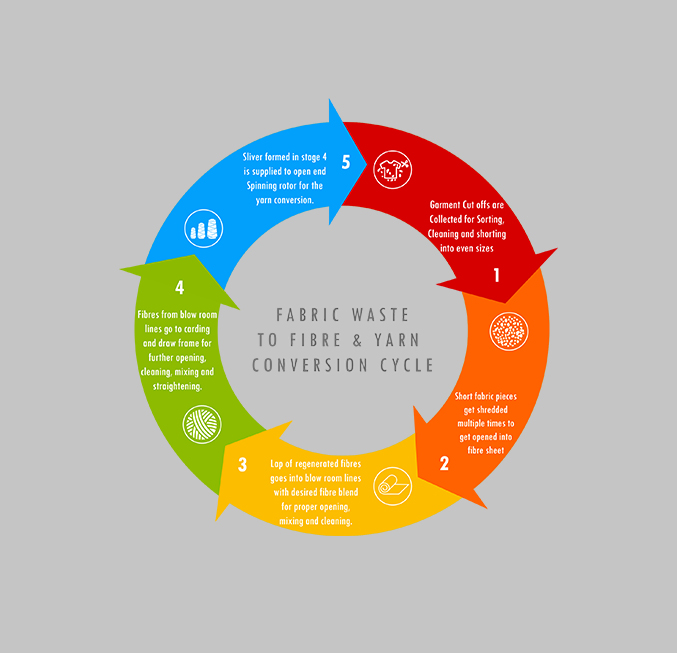 FABRIC WASTE
TO FIBRE & YARN
CONVERSION CYCLE
Garment Cut offs are
Collected for Sorting,
Cleaning and shorting
into even sizes
1
Short fabric pieces
get shredded
multiple times to
get opened into
fibre sheet
2
Lap of regenerated fibres
goes into blow room lines
with desired fibre blend
for proper opening,
mixing and cleaning.
3
4
Fibres from blow room
lines go to carding
and draw frame for
further opening,
cleaning, mixing and
straightening.
Sliver formed in stage 4
is supplied to open end
Spinning rotor for the
yarn conversion.
5